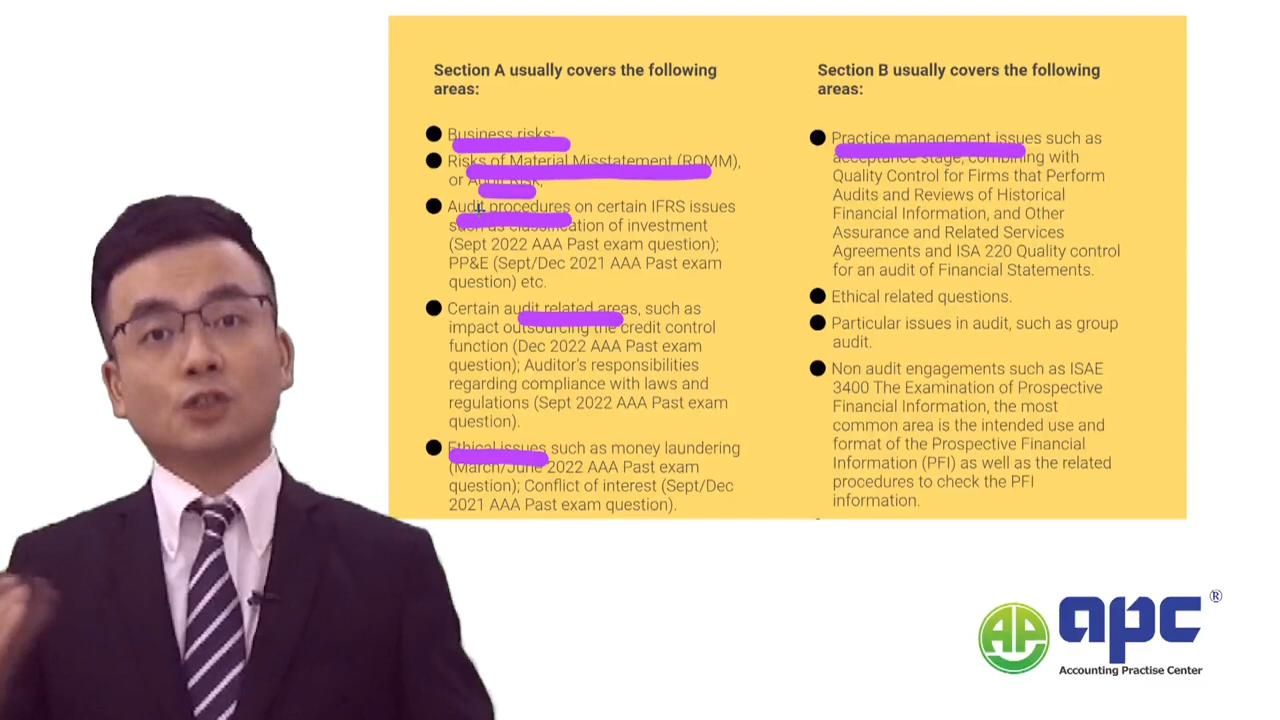 Section A usually covers the following
areas:
Business risks;
Risks of Material Misstatement (ROMM),
or Audit Risk;
Audit procedures on certain IFRS issues
such as classification of investment
(Sept 2022 AAA Past exam question);
PP&E (Sept/Dec 2021 AAA Past exam
question) etc.
Certain audit related areas, such as
impact outsourcing the credit control
function (Dec 2022 AAA Past exam
question); Auditor's responsibilities
regarding compliance with laws and
regulations (Sept 2022 AAA Past exam
question).
Ethical issues such as money laundering
(March/June 2022 AAA Past exam
question); Conflict of interest (Sept/Dec
2021 AAA Past exam question).
Section B usually covers the following
areas:
Practice management issues such as
acceptance stage, combining with
Quality Control for Firms that Perform
Audits and Reviews of Historical
Financial Information, and Other
Assurance and Related Services
Agreements and ISA 220 Quality control
for an audit of Financial Statements.
Ethical related questions.
Particular issues in audit, such as group
audit.
Non audit engagements such as ISAE
3400 The Examination of Prospective
Financial Information, the most
common area is the intended use and
format of the Prospective Financial
Information (PFI) as well as the related
procedures to check the PFI
information.
AP apc ®
Accounting Practise Center